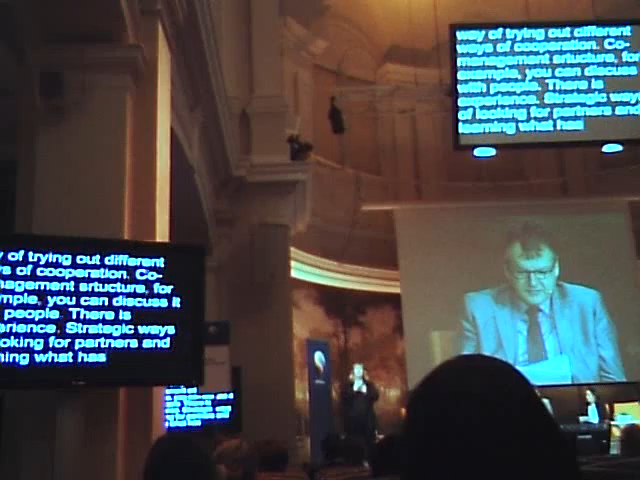 way of trying out different
ways of cooperation. Co-
management srtucture, for
example, you can discuss
with people. There is
experience. Strategic ways
of looking for partners and
learning what has
y of trying out different
ys of cooperation. Co-
nagement srtucture, for
mple, you can discuss it
people. There is
erience. Strategic ways
ooking for partners and
ning what has